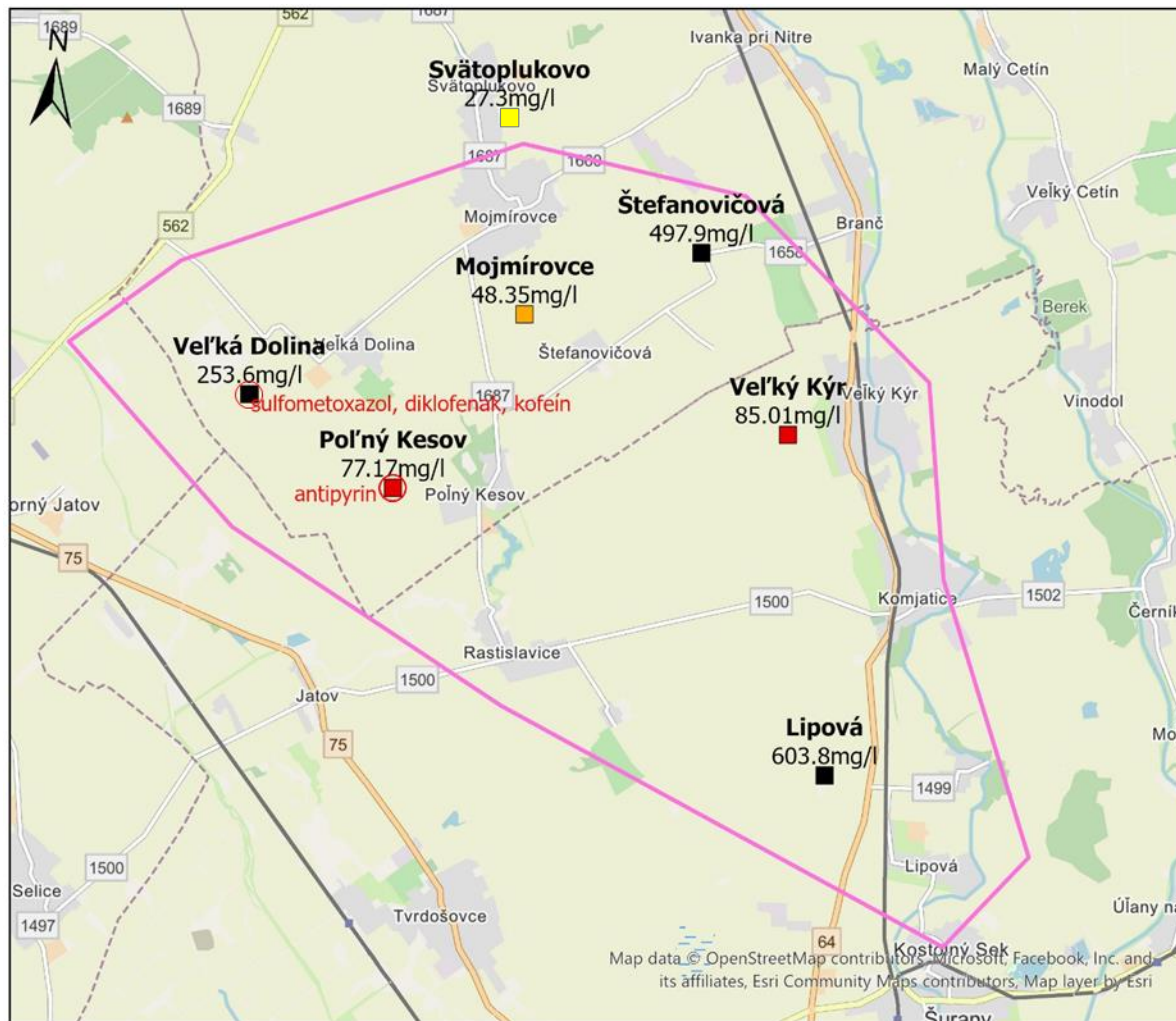 1689
562
1687
Ivanka pri Nitre
N
Svätoplukovo
Svätoplukovo
27.3mg/l
Malý Cetín
1689
1687
1660
Veľký Cetín
Štefanovičová
497.9mg/l
562
Mojmírovce
Branč
1658
Mojmírovce
48.35mg/l
Berek
Veľká Dolina
Veľká Dolina
253.6mg/l
Štefanovičová
sulfometoxazol, diklofenak, kofeín
1687
Veľký Kýr
Veľký Kýr
85.01mg/l
Vinodol
Poľný Kesov
77.17mg/l
antipyrin
Poľný Kesov
orný Jatov
75
1500
Komjatice
1502
Černík
Rastislavice
1500
Jatov
75
Lipová
603.8mg/l
Mo
1499
1500
Lipová
Selice
1497
Tvrdošovce
Úľany na
64
Kostolný Sek
Map data © OpenStreetMap contributors, Microsoft, Facebook, Inc. and
its affiliates, Esri Community Maps contributors, Map layer by Esri
Šurany